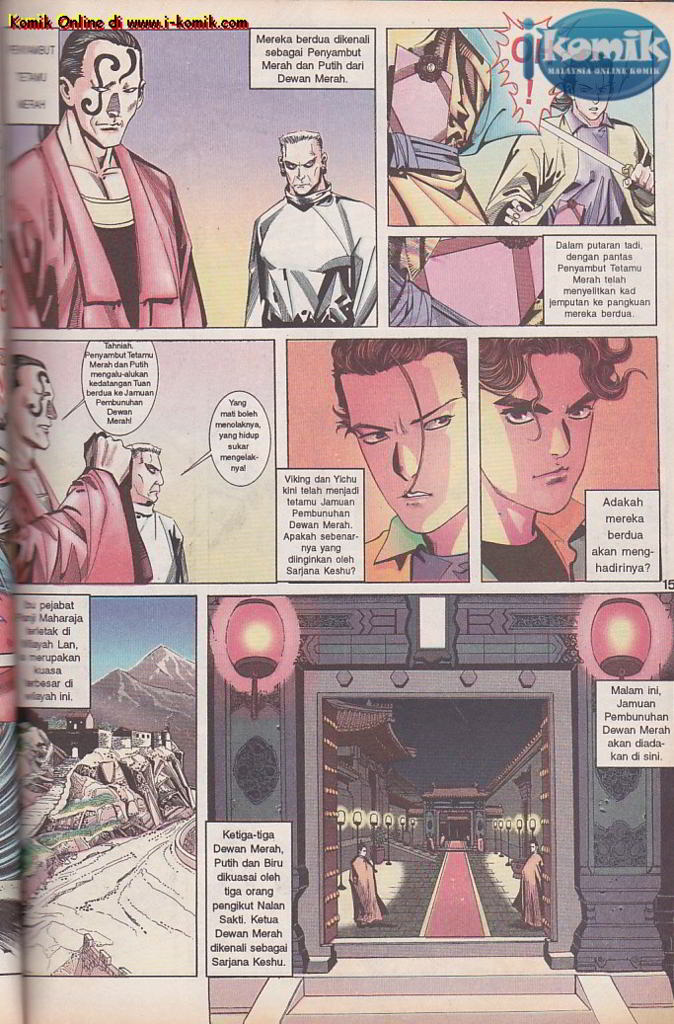 Komik Online di www.i-komik.com
ikomik
MALAYSIA ONLINE KOMIK
TETAMU
MERAH
Mereka berdua dikenali
sebagai Penyambut
Merah dan Putih dari
Dewan Merah.
Dalam putaran tadi,
dengan pantas
Penyambut Tetamu
Merah telah
menyelitkan kad
jemputan ke pangkuan
mereka berdua.
Tahniah,
Penyambut Tetamu
Merah dan Putih
mengalu-alukan
kedatangan Tuan
berdua ke Jamuan
Pembunuhan
Dewan
Merah!
Yang
mati boleh
menolaknya,
yang hidup
sukar
mengelak-
nya!
Viking dan Yichu
kini telah menjadi
tetamu Jamuan
Pembunuhan
Dewan Merah.
Apakah sebenar-
nya yang
diinginkan oleh
Sarjana Keshu?
Adakah
mereka
berdua
akan meng-
hadirinya?
15
pejabat
Maharaja
terletak di
Wilayah Lan,
merupakan
kuasa
terbesar di
wilayah ini.
Ketiga-tiga
Dewan Merah,
Putih dan Biru
dikuasai oleh
tiga orang
pengikut Nalan
Sakti. Ketua
Dewan Merah
dikenali sebagai
Sarjana Keshu.
Malam ini,
Jamuan
Pembunuhan
Dewan Merah
akan diada-
kan di sini.